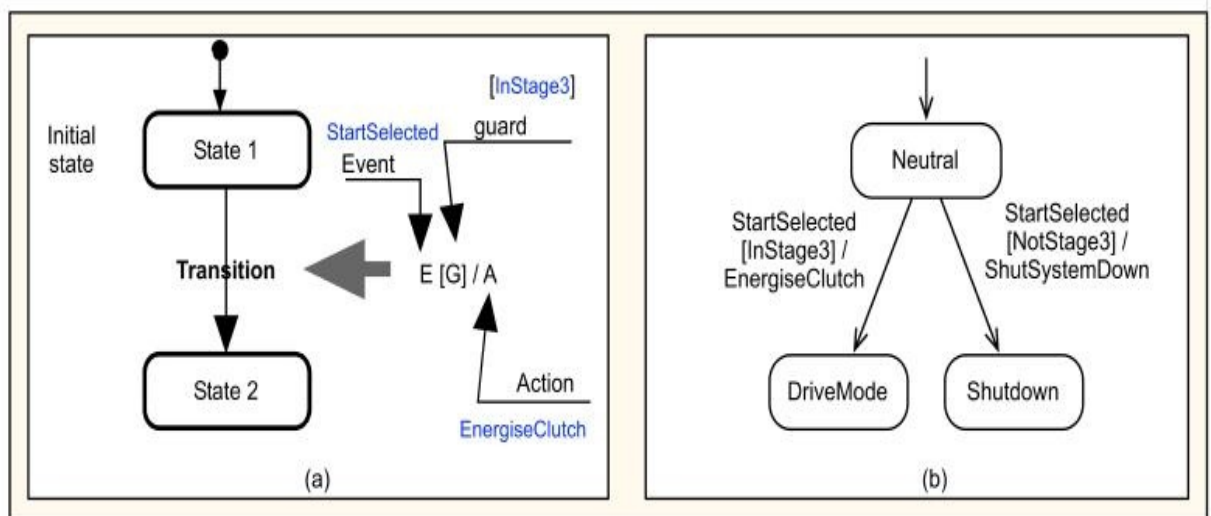 [InStage3]
StartSelected
guard
Initial
state
State 1
Event
Transition
E [G] / A
State 2
Action
EnergiseClutch
(a)
Neutral
StartSelected
[InStage3] /
EnergiseClutch
StartSelected
[NotStage3] /
ShutSystemDown
DriveMode
Shutdown
(b)